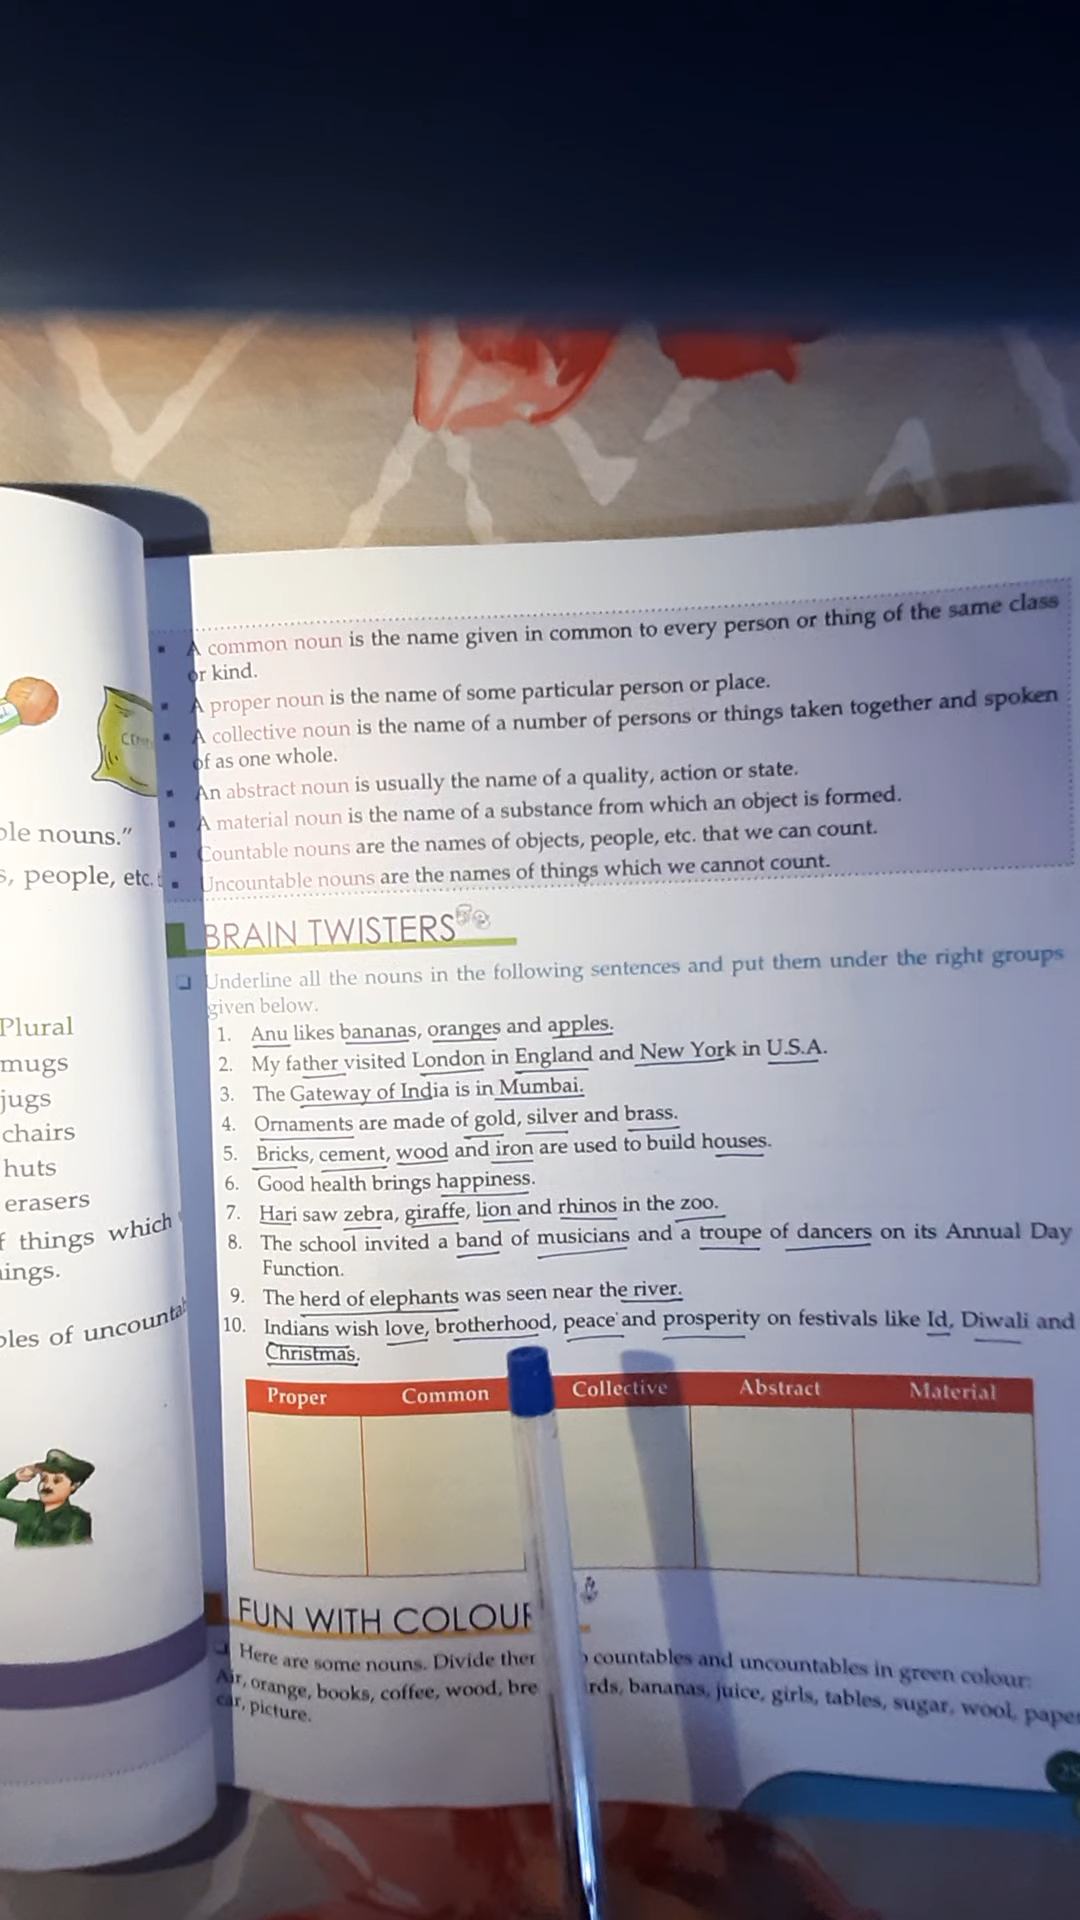 ple nouns."
s, people, etc.
Plural
mugs
jugs
chairs
huts
erasers
f things which
ings.
ples of uncountab
A common noun is the name given in common to every person or thing of the same class
or kind.
A proper noun is the name of some particular person or place.
A collective noun is the name of a number of persons or things taken together and spoken
of as one whole.
An abstract noun is usually the name of a quality, action or state.
A material noun is the name of a substance from which an object is formed.
Countable nouns are the names of objects, people, etc. that we can count.
Uncountable nouns are the names of things which we cannot count.
BRAIN TWISTERS
Underline all the nouns in the following sentences and put them under the right groups
given below.
1. Anu likes bananas, oranges and apples.
2. My father visited London in England and New York in U.S.A.
3. The Gateway of India is in Mumbai.
4. Ornaments are made of gold, silver and brass.
5. Bricks, cement, wood and iron are used to build houses.
6. Good health brings happiness.
7. Hari saw zebra, giraffe, lion and rhinos in the zoo.
8. The school invited a band of musicians and a troupe of dancers on its Annual Day
Function.
9. The herd of elephants was seen near the river.
10. Indians wish love, brotherhood, peace and prosperity on festivals like Id, Diwali and
Christmas.
Proper Common Collective Abstract Material
FUN WITH COLOUR
Here are some nouns. Divide countables and uncountables in green colour:
Air, orange, books, coffee, wood, bananas, juice, girls, tables, sugar, wool, paper
car, picture.